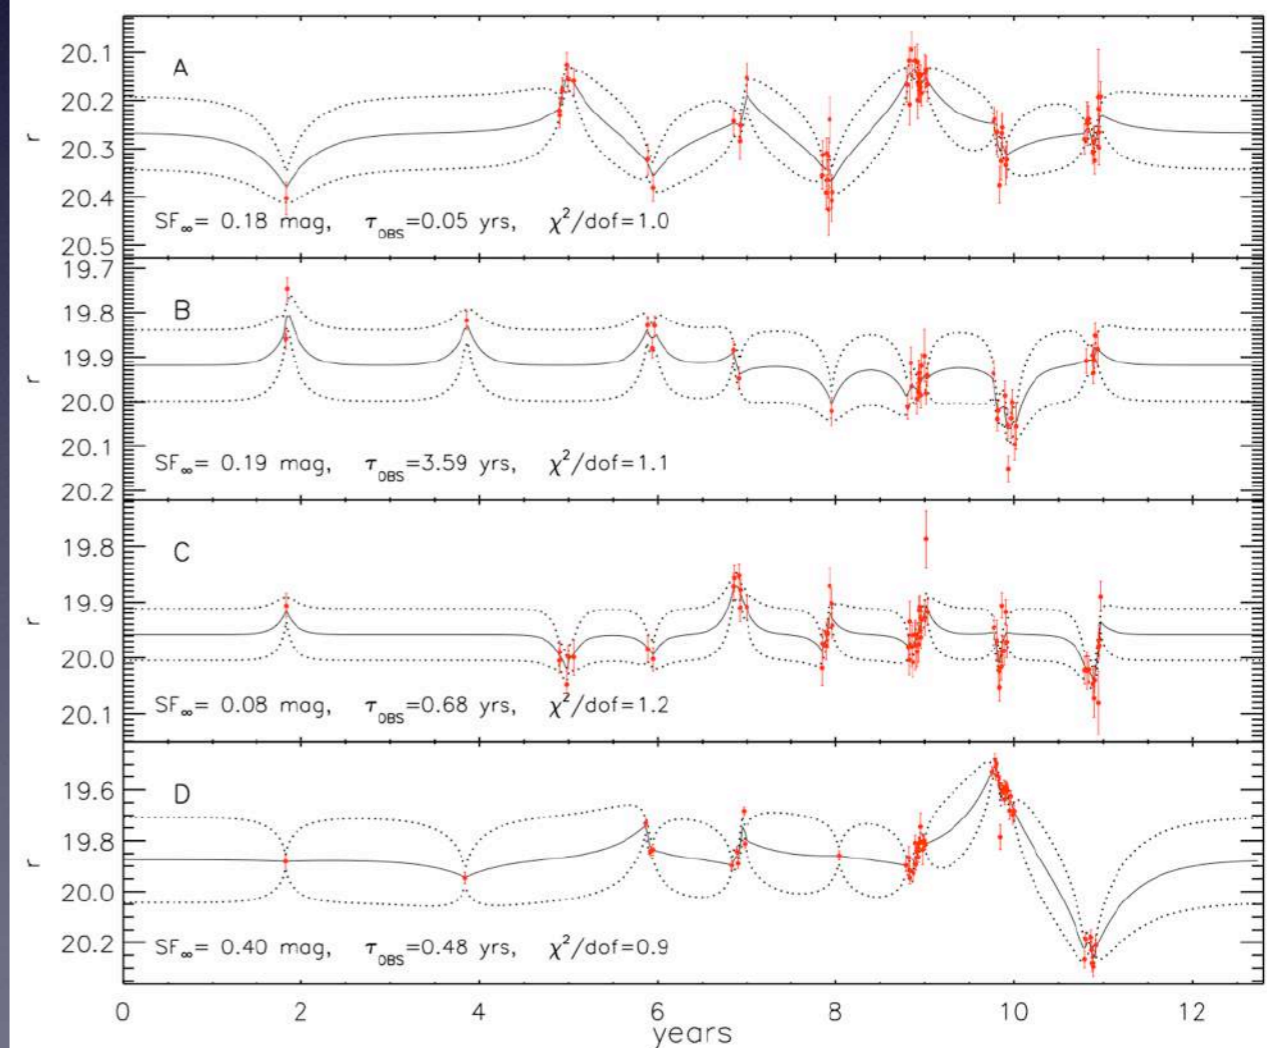 A
20.1
20.2
r
20.3
20.4
20.5
SF∞= 0.18 mag, τOBS=0.05 yrs, χ²/dof=1.0
B
19.7
19.8
19.9
r
20.0
20.1
20.2
SF∞= 0.19 mag, τOBS=3.59 yrs, χ²/dof=1.1
C
19.8
19.9
r
20.0
20.1
SF∞= 0.08 mag, τOBS=0.68 yrs, χ²/dof=1.2
D
19.6
19.8
r
20.0
20.2
SF∞= 0.40 mag, τOBS=0.48 yrs, χ²/dof=0.9
0 2 4 6 8 10 12
years